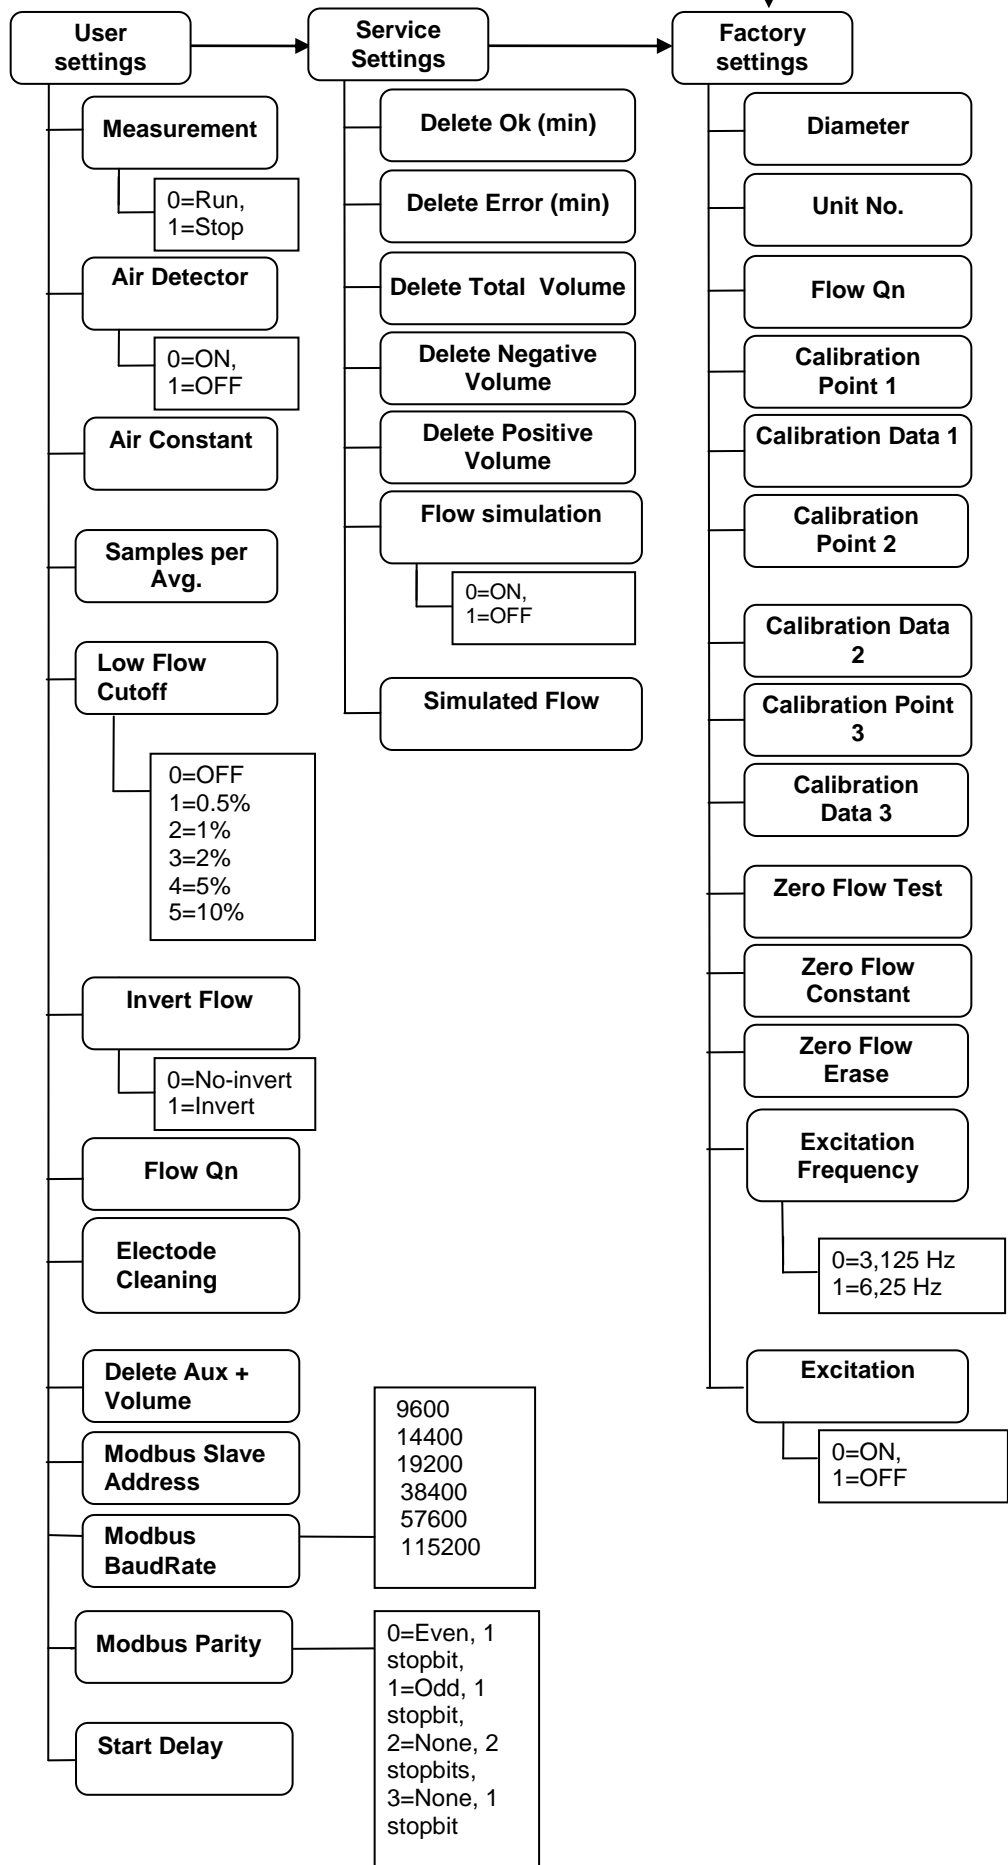 User
settings
Measurement
0=Run,
1=Stop
Air Detector
0=ON,
1=OFF
Air Constant
Samples per
Avg.
Low Flow
Cutoff
0=OFF
1=0.5%
2=1%
3=2%
4=5%
5=10%
Invert Flow
0=No-invert
1=Invert
Flow Qn
Electode
Cleaning
Delete Aux +
Volume
Modbus Slave
Address
Modbus
BaudRate
9600
14400
19200
38400
57600
115200
Modbus Parity
0=Even, 1
stopbit,
1=Odd, 1
stopbit,
2=None, 2
stopbits,
3=None, 1
stopbit
Start Delay
Service
Settings
Delete Ok (min)
Delete Error (min)
Delete Total Volume
Delete Negative
Volume
Delete Positive
Volume
Flow simulation
0=ON,
1=OFF
Simulated Flow
Factory
settings
Diameter
Unit No.
Flow Qn
Calibration
Point 1
Calibration Data 1
Calibration
Point 2
Calibration Data
2
Calibration Point
3
Calibration
Data 3
Zero Flow Test
Zero Flow
Constant
Zero Flow
Erase
Excitation
Frequency
0=3,125 Hz
1=6,25 Hz
Excitation
0=ON,
1=OFF